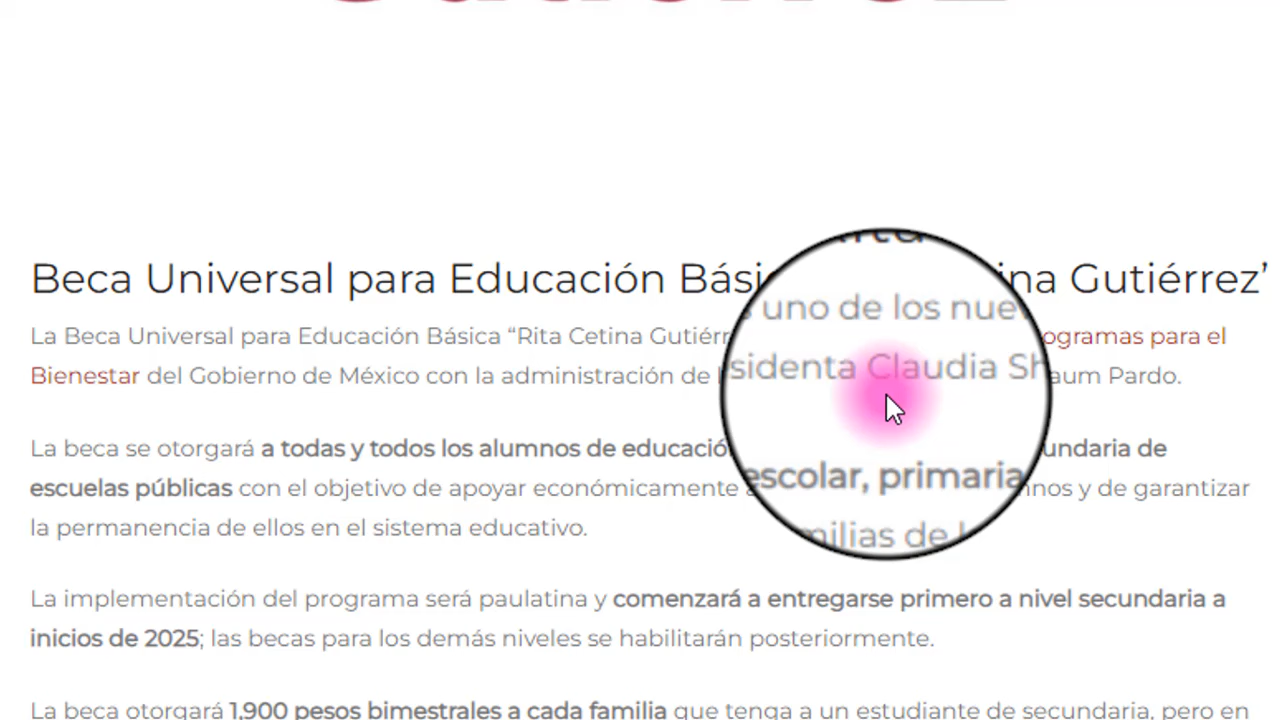 Beca Universal para Educación Básic ina Gutiérrez”
La Beca Universal para Educación Básica “Rita Cetina Gutiérr uno de los nuev ogramas para el
Bienestar del Gobierno de México con la administración de l sidenta Claudia Sh aum Pardo.
La beca se otorgará a todas y todos los alumnos de educació escolar, primaria undaria de
escuelas públicas con el objetivo de apoyar económicamente a milias de l nnos y de garantizar
la permanencia de ellos en el sistema educativo.
La implementación del programa será paulatina y comenzará a entregarse primero a nivel secundaria a
inicios de 2025; las becas para los demás niveles se habilitarán posteriormente.
La beca otorgará 1,900 pesos bimestrales a cada familia que tenga a un estudiante de secundaria, pero en